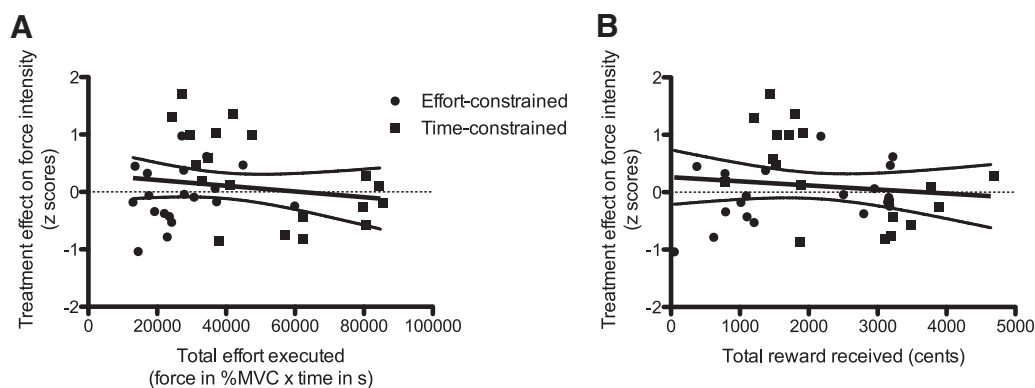 A
Treatment effect on force intensity
(z scores)
2
1
0
-1
-2
0
20000
40000
60000
80000
100000
Total effort executed
(force in %MVC x time in s)
Effort-constrained
Time-constrained
B
Treatment effect on force intensity
(z scores)
2
1
0
-1
-2
0
1000
2000
3000
4000
5000
Total reward received (cents)